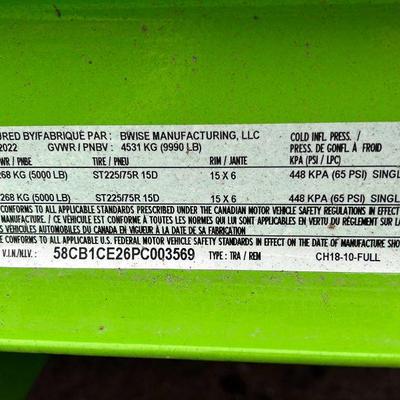 URED BY/FABRIQUÉ PAR : BWISE MANUFACTURING, LLC
2022 GVWR / PNBV : 4531 KG (9990 LB)
COLD INFL. PRESS. /
PRESS. DE GONFL. À FROID
WR / PNBE TIRE/PNEU RIM / JANTE KPA (PSI / LPC)
268 KG (5000 LB) ST225/75R 15D 15 X 6 448 KPA (65 PSI) SINGL
268 KG (5000 LB) ST225/75R 15D 15 X 6 448 KPA (65 PSI) SINGL
CONFORMS TO ALL APPLICABLE STANDARDS PRESCRIBED UNDER THE CANADIAN MOTOR VEHICLE SAFETY REGULATIONS IN EFFECT
MANUFACTURE. / CE VÉHICULE EST CONFORME À TOUTES LES NORMES QUI LUI SONT APPLICABLES EN VERTU DU RÈGLEMENT SUR LA
VÉHICULES AUTOMOBILES DU CANADA EN VIGUEUR À LA DATE DE SA FABRICATION
CONFORMS TO ALL APPLICABLE U.S. FEDERAL MOTOR VEHICLE SAFETY STANDARDS IN EFFECT ON THE DATE OF MANUFACTURE SHOW
V.I.N./N.I.V.: 58CB1CE26PC003569 TYPE : TRA / REM CH18-10-FULL